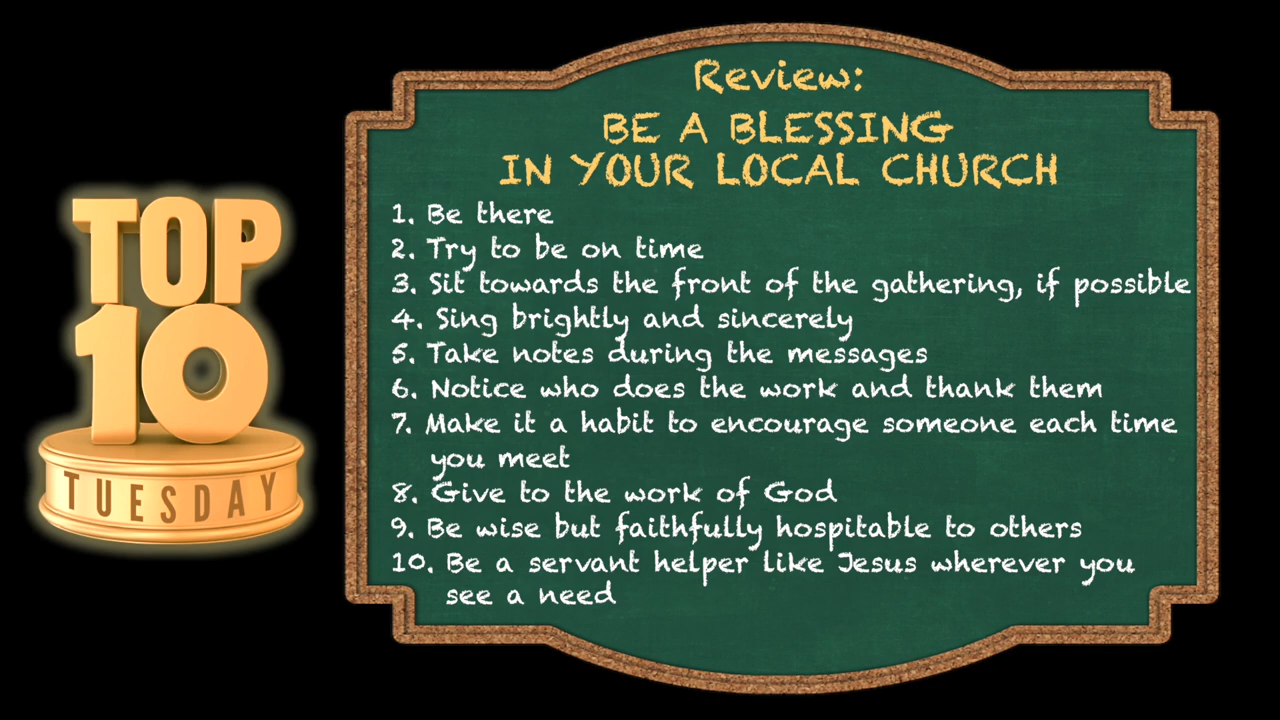 TOP
10
TUESDAY
Review:
BE A BLESSING
IN YOUR LOCAL CHURCH
1. Be there
2. Try to be on time
3. Sit towards the front of the gathering, if possible
4. Sing brightly and sincerely
5. Take notes during the messages
6. Notice who does the work and thank them
7. Make it a habit to encourage someone each time
you meet
8. Give to the work of God
9. Be wise but faithfully hospitable to others
10. Be a servant helper like Jesus wherever you
see a need